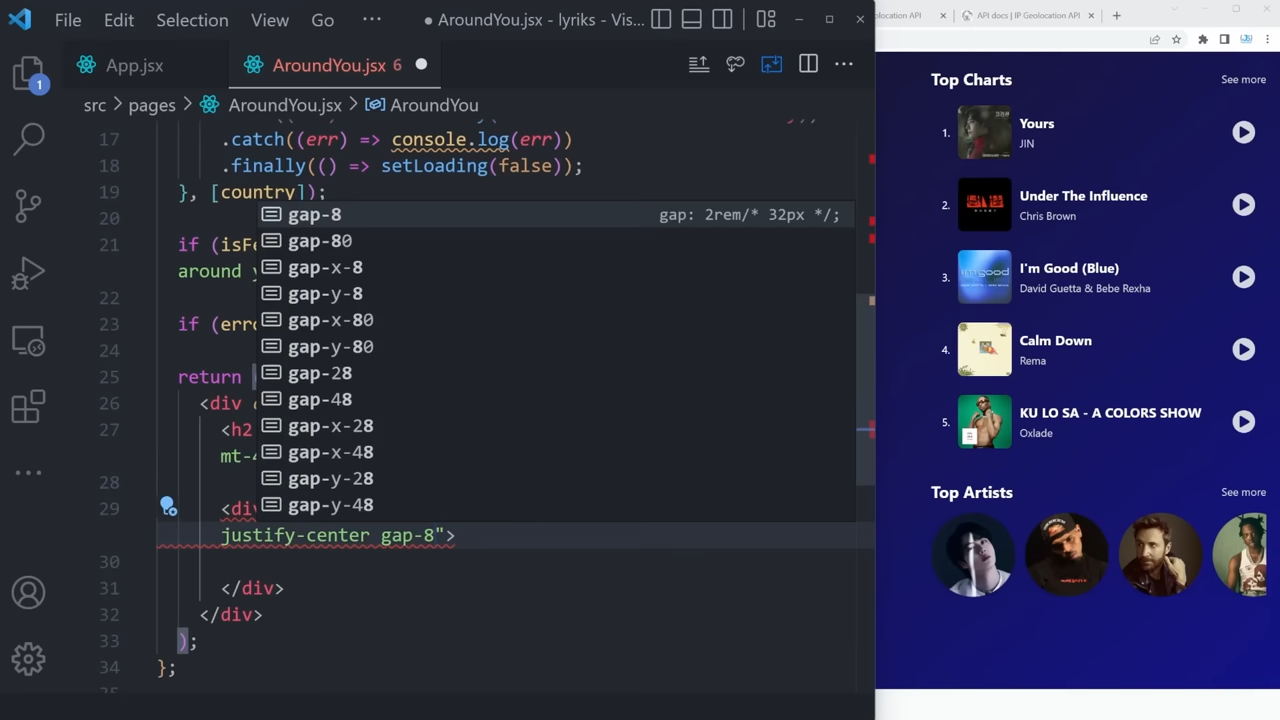 File Edit Selection View Go ··· ● AroundYou.jsx - lyriks - Vis...
App.jsx AroundYou.jsx 6
src > pages > AroundYou.jsx > AroundYou
1
17 .catch((err) => console.log(err))
18 .finally(() => setLoading(false));
19 }, [country]);
20
21 if (isFe
around y
22
23 if (erro
24
25 return
26 <div
27 <h2
mt-4
28
29 <div
justify-center gap-8">
30
31 </div>
32 </div>
33 );
34 };
gap-8 gap: 2rem/* 32px */;
gap-80
gap-x-8
gap-y-8
gap-x-80
gap-y-80
gap-28
gap-48
gap-x-28
gap-x-48
gap-y-28
gap-y-48
olocation API API docs | IP Geolocation API
Top Charts See more
1. Yours
JIN
2. Under The Influence
Chris Brown
3. I'm Good (Blue)
David Guetta & Bebe Rexha
4. Calm Down
Rema
5. KU LO SA - A COLORS SHOW
Oxlade
Top Artists See more